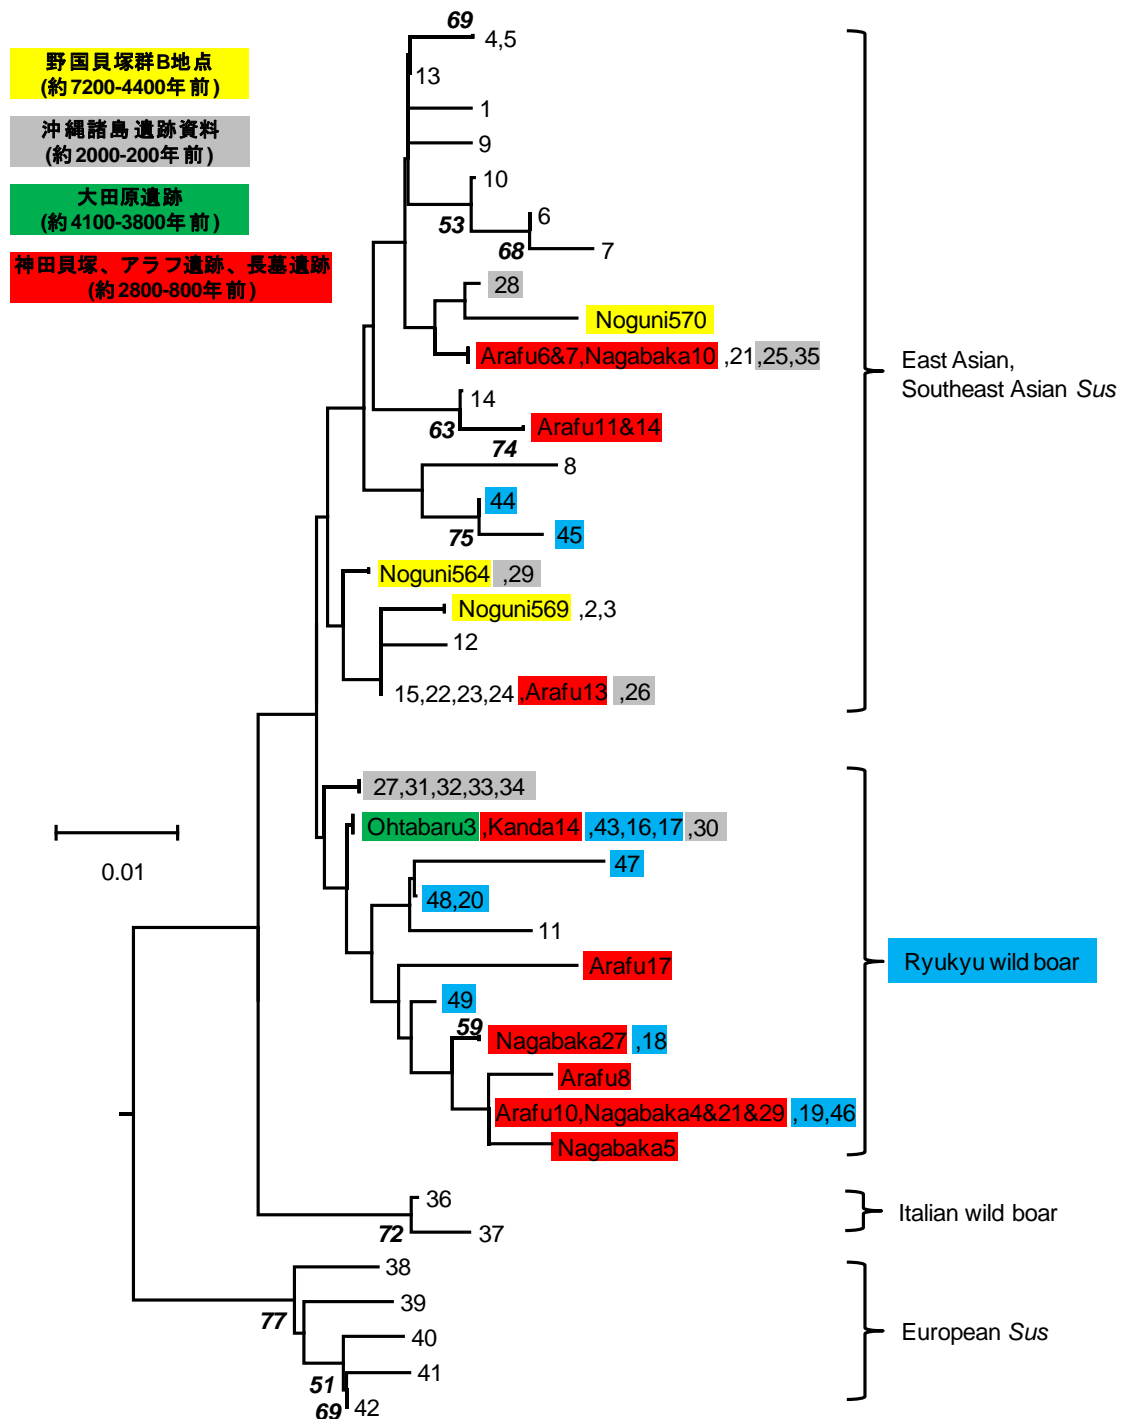 野国貝塚群B地点
(約7200-4400年前)
沖縄諸島遺跡資料
(約2000-200年前)
大田原遺跡
(約4100-3800年前)
神田貝塚、アラフ遺跡、長墓遺跡
(約2800-800年前)
69
4,5
13
1
9
10
53
6
68
7
28
Noguni570
Arafu6&7,Nagabaka10 ,21 ,25,35
14
63
Arafu11&14
74
8
44
75
45
Noguni564 ,29
Noguni569 ,2,3
12
15,22,23,24 ,Arafu13 ,26
East Asian,
Southeast Asian Sus
27,31,32,33,34
Ohtabaru3 ,Kanda14 ,43,16,17 ,30
47
48,20
11
Arafu17
49
59
Nagabaka27 ,18
Arafu8
Arafu10,Nagabaka4&21&29 ,19,46
Nagabaka5
Ryukyu wild boar
0.01
36
72
37
Italian wild boar
38
77
39
40
51
41
69
42
European Sus